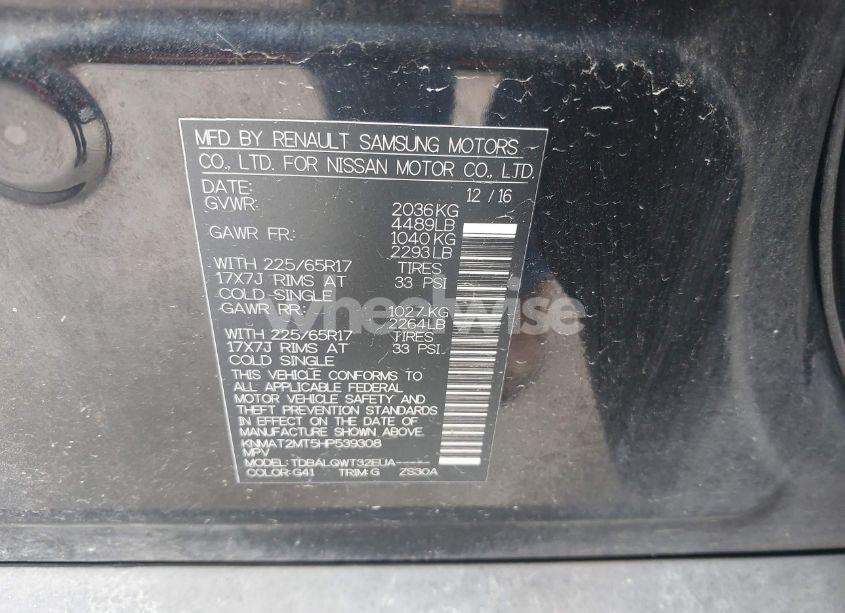 MFD BY RENAULT SAMSUNG MOTORS
CO., LTD. FOR NISSAN MOTOR CO., LTD.
DATE: 12 / 16
GVWR: 2036 KG
4489LB
GAWR FR.: 1040 KG
2293 LB
WITH 225/65R17 TIRES
17X7J RIMS AT 33 PSI
COLD SINGLE
GAWR RR.: 1027 KG
2264LB
WITH 225/65R17 TIRES
17X7J RIMS AT 33 PSI
COLD SINGLE
THIS VEHICLE CONFORMS TO
ALL APPLICABLE FEDERAL
MOTOR VEHICLE SAFETY AND
THEFT PREVENTION STANDARDS
IN EFFECT ON THE DATE OF
MANUFACTURE SHOWN ABOVE.
KNMAT2MT5HP539308
MPV
MODEL: TDBALQWT32EUA-----
COLOR: G41 TRIM: G ZS30A
wheelwise